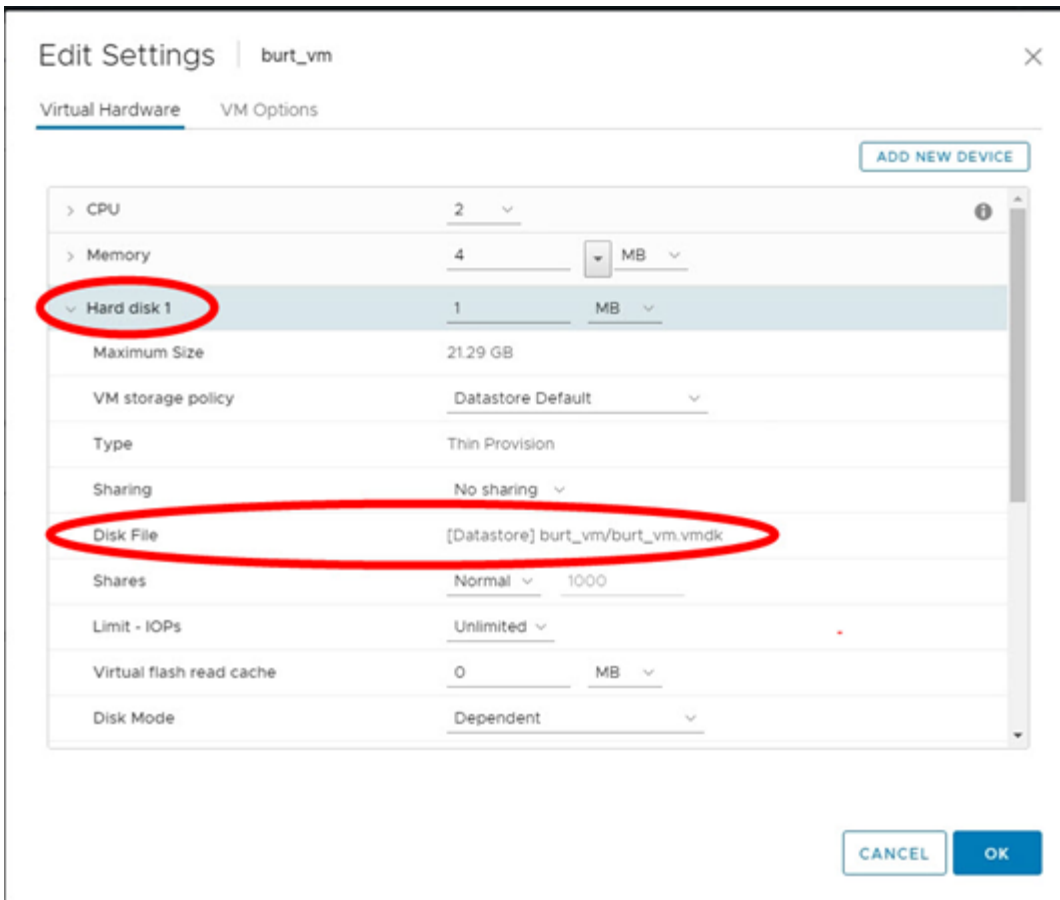 Edit Settings burt_vm
Virtual Hardware VM Options
ADD NEW DEVICE
CPU 2
Memory 4 MB
Hard disk 1 1 MB
Maximum Size 21.29 GB
VM storage policy Datastore Default
Type Thin Provision
Sharing No sharing
Disk File [Datastore] burt_vm/burt_vm.vmdk
Shares Normal 1000
Limit - IOPs Unlimited
Virtual flash read cache 0 MB
Disk Mode Dependent
CANCEL OK